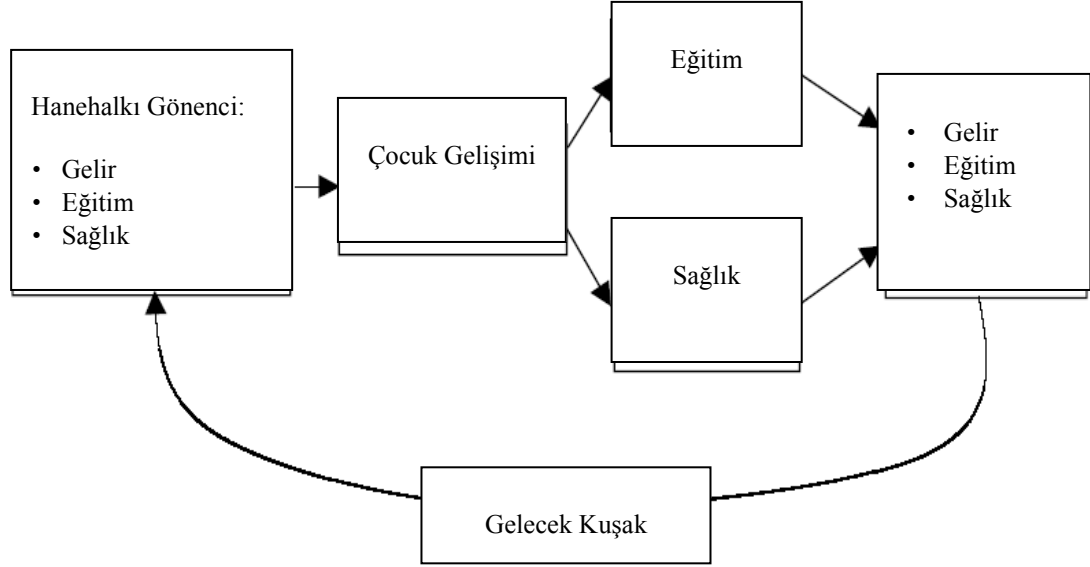 Hanehalkı Gönenci:
• Gelir
• Eğitim
• Sağlık
Çocuk Gelişimi
Eğitim
Sağlık
• Gelir
• Eğitim
• Sağlık
Gelecek Kuşak